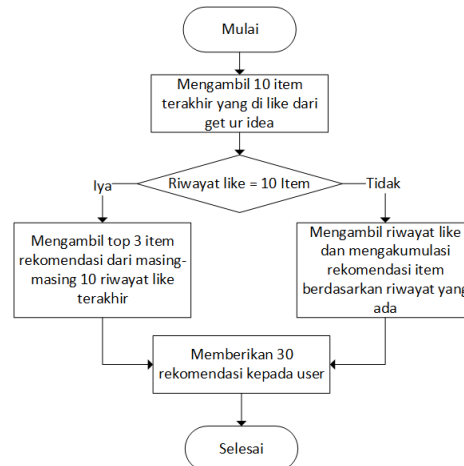 Mulai
Mengambil 10 item
terakhir yang di like dari
get ur idea
Riwayat like = 10 Item
Iya
Tidak
Mengambil top 3 item
rekomendasi dari masing-
masing 10 riwayat like
terakhir
Mengambil riwayat like
dan mengakumulasi
rekomendasi item
berdasarkan riwayat yang
ada
Memberikan 30
rekomendasi kepada user
Selesai